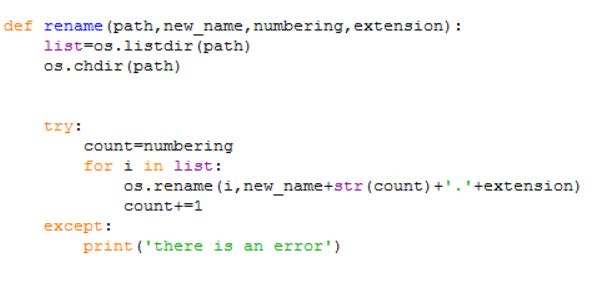 def rename(path,new_name,numbering,extension):
    list=os.listdir(path)
    os.chdir(path)
    try:
        count=numbering
        for i in list:
            os.rename(i,new_name+str(count)+'.'+extension)
            count+=1
    except:
        print('there is an error')